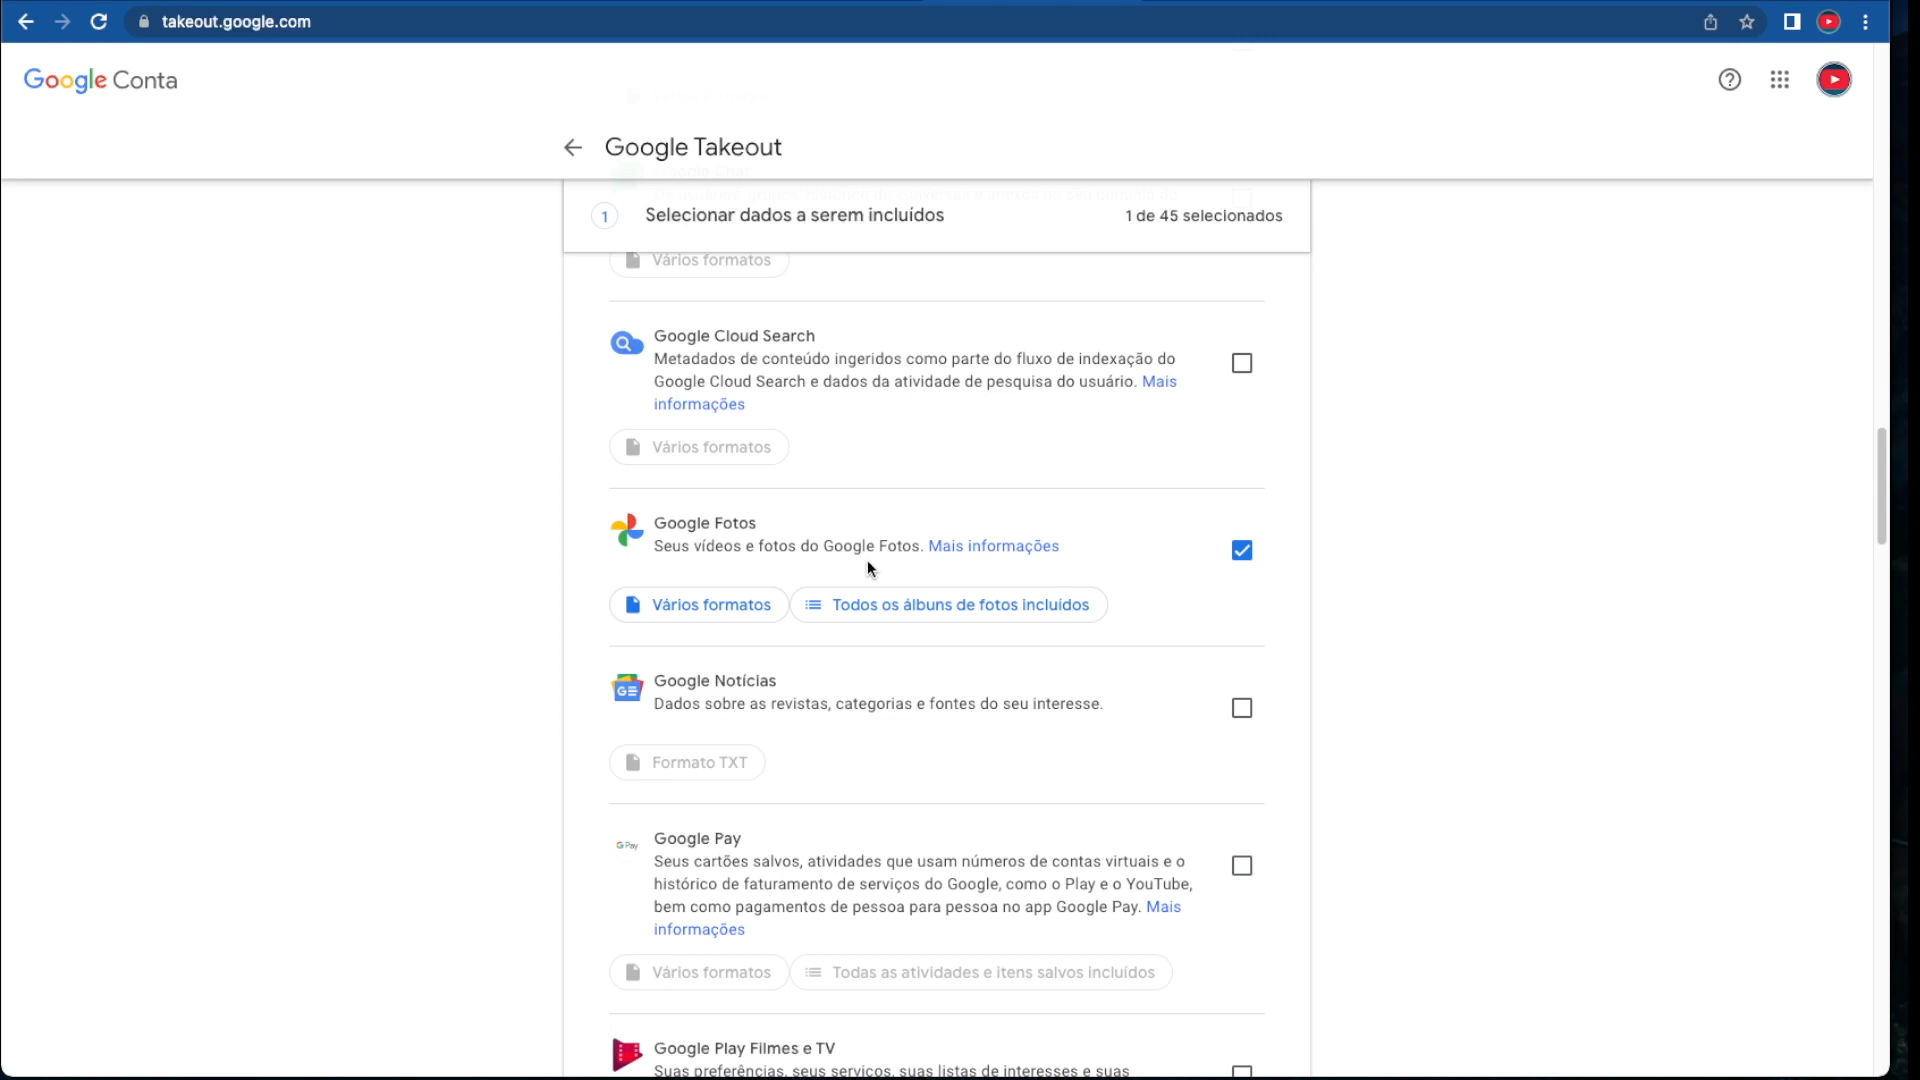 takeout.google.com
Google Conta
Google Takeout
1 Selecionar dados a serem incluídos 1 de 45 selecionados
Vários formatos
Google Cloud Search
Metadados de conteúdo ingeridos como parte do fluxo de indexação do
Google Cloud Search e dados da atividade de pesquisa do usuário. Mais
informações
Vários formatos
Google Fotos
Seus vídeos e fotos do Google Fotos. Mais informações
Vários formatos Todos os álbuns de fotos incluídos
Google Notícias
Dados sobre as revistas, categorias e fontes do seu interesse.
Formato TXT
G Pay
Google Pay
Seus cartões salvos, atividades que usam números de contas virtuais e o
histórico de faturamento de serviços do Google, como o Play e o YouTube,
bem como pagamentos de pessoa para pessoa no app Google Pay. Mais
informações
Vários formatos Todas as atividades e itens salvos incluídos
Google Play Filmes e TV
Suas preferências, seus serviços, suas listas de interesses e suas